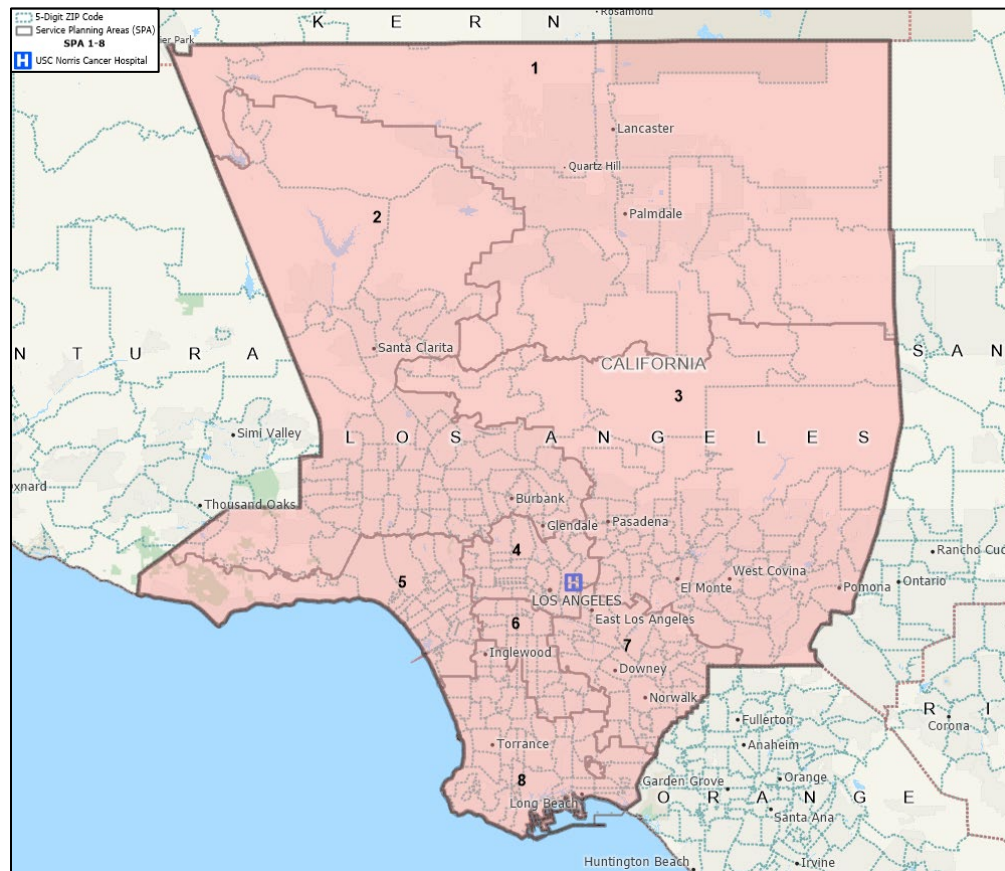 5-Digit ZIP Code
Service Planning Areas (SPA)
SPA 1-8
H USC Norris Cancer Hospital
K E R N
Rosamond
Park
1
Lancaster
Quartz Hill
2
Palmdale
N T U R A
Santa Clarita
CALIFORNIA
S A N
3
Simi Valley
L O S A N G E L E S
oxnard
Thousand Oaks
Burbank
Glendale
Pasadena
4
Rancho Cuc
5
H
El Monte
West Covina
Pomona
Ontario
LOS ANGELES
6
East Los Angeles
7
Inglewood
Downey
Norwalk
R I
Corona
Fullerton
Torrance
Anaheim
8
Garden Grove
Orange
Long Beach
O R A N G E
Santa Ana
Huntington Beach
Irvine